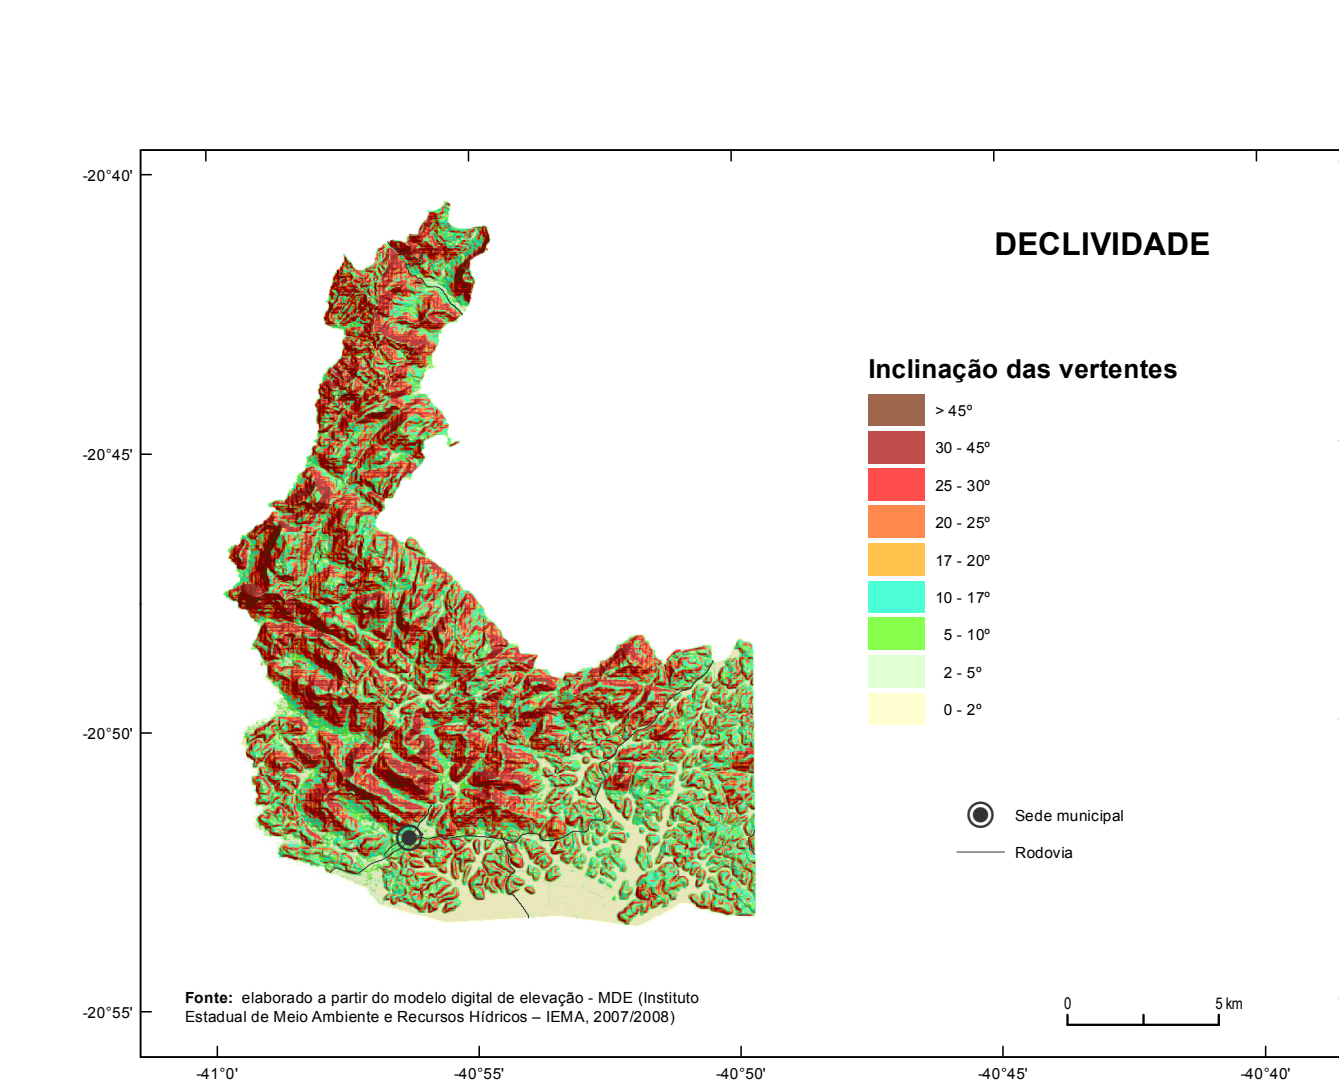 -20°40'
DECLIVIDADE
Inclinação das vertentes
> 45º
30 - 45º
-20°45'
25 - 30º
20 - 25º
17 - 20º
10 - 17º
5 - 10º
2 - 5º
0 - 2º
-20°50'
Sede municipal
Rodovia
Fonte: elaborado a partir do modelo digital de elevação - MDE (Instituto
Estadual de Meio Ambiente e Recursos Hídricos – IEMA, 2007/2008)
-20°55'
0 5 km
-41°0' -40°55' -40°50' -40°45' -40°40'